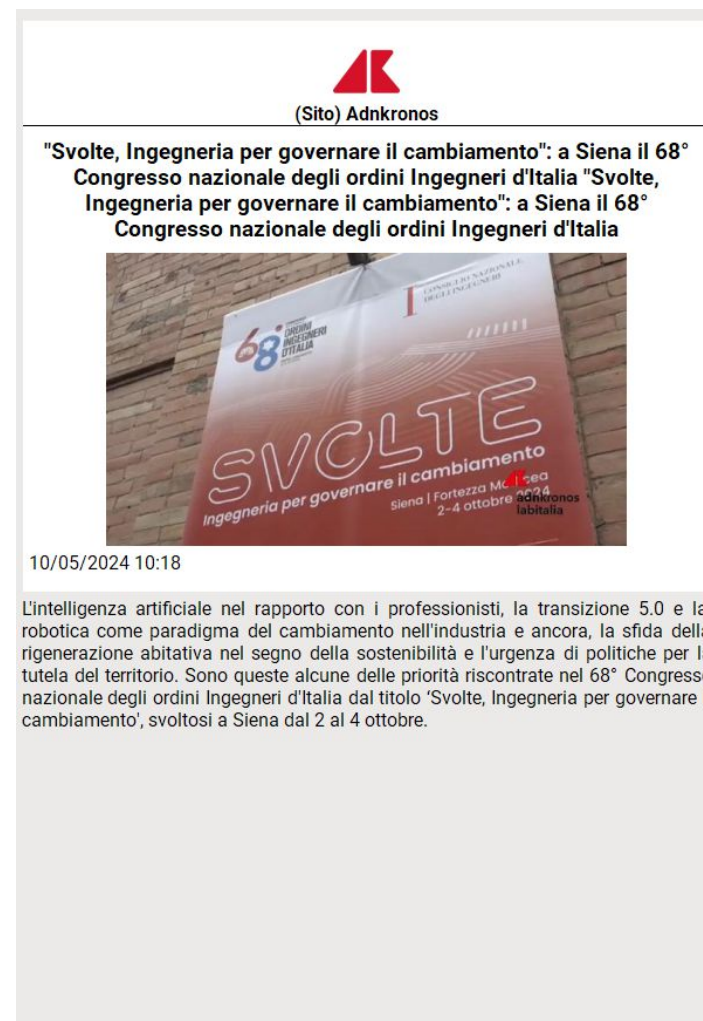 (Sito) Adnkronos
"Svolte, Ingegneria per governare il cambiamento": a Siena il 68°
Congresso nazionale degli ordini Ingegneri d'Italia "Svolte,
Ingegneria per governare il cambiamento": a Siena il 68°
Congresso nazionale degli ordini Ingegneri d'Italia
CONSIGLIO NAZIONALE
DEGLI INGEGNERI
68°
ORDINI
INGEGNERI
D'ITALIA
SVOLTE
Ingegneria per governare il cambiamento
Siena | Fortezza
2-4 ottobre 2024
adnkronos
labitalia
10/05/2024 10:18
L'intelligenza artificiale nel rapporto con i professionisti, la transizione 5.0 e la
robotica come paradigma del cambiamento nell'industria e ancora, la sfida della
rigenerazione abitativa nel segno della sostenibilità e l'urgenza di politiche per l
tutela del territorio. Sono queste alcune delle priorità riscontrate nel 68° Congresso
nazionale degli ordini Ingegneri d'Italia dal titolo ‘Svolte, Ingegneria per governare
cambiamento', svoltosi a Siena dal 2 al 4 ottobre.